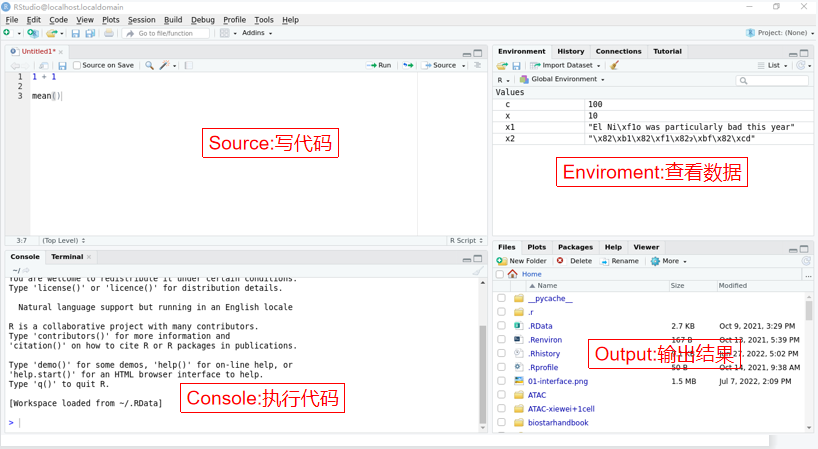 RStudio@localhost.localdomain
File Edit Code View Plots Session Build Debug Profile Tools Help
Go to file/function Addins Project: (None)
Untitled1*
Source on Save Run Source
1 1 + 1
2
3 mean()
Source:写代码
3:7 (Top Level) R Script
Console Terminal
~/
You are welcome to redistribute it under certain conditions.
Type 'license()' or 'licence()' for distribution details.
Natural language support but running in an English locale
R is a collaborative project with many contributors.
Type 'contributors()' for more information and
'citation()' on how to cite R or R packages in publications.
Type 'demo()' for some demos, 'help()' for on-line help, or
'help.start()' for an HTML browser interface to help.
Type 'q()' to quit R.
Console:执行代码
[Workspace loaded from ~/.RData]
>
Environment History Connections Tutorial
Import Dataset List
R Global Environment
Values
c 100
x 10
x1 "El Ni\xf1o was particularly bad this year"
x2 "\x82\xb1\x82\xf1\x82\xbf\x82\xcd"
Enviroment:查看数据
Files Plots Packages Help Viewer
New Folder Delete Rename More
Home
Name Size Modified
__pycache__
.r
.RData 2.7 KB Oct 9, 2021, 3:29 PM
.Renviron 167 B Oct 13, 2021, 5:39 PM
.Rhistory 27, 2022, 5:02 PM
Output:输出结果
.Rprofile 50 B Oct 14, 2021, 9:38 AM
01-interface.png 1.5 MB Jul 7, 2022, 2:09 PM
ATAC
ATAC-xiewei+1cell
biostarhandbook